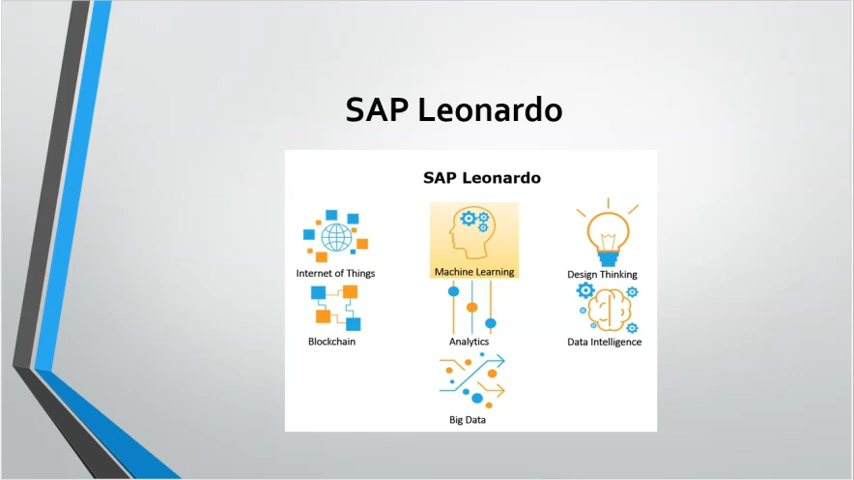 SAP Leonardo
SAP Leonardo
Internet of Things
Machine Learning
Design Thinking
Blockchain
Analytics
Data Intelligence
Big Data